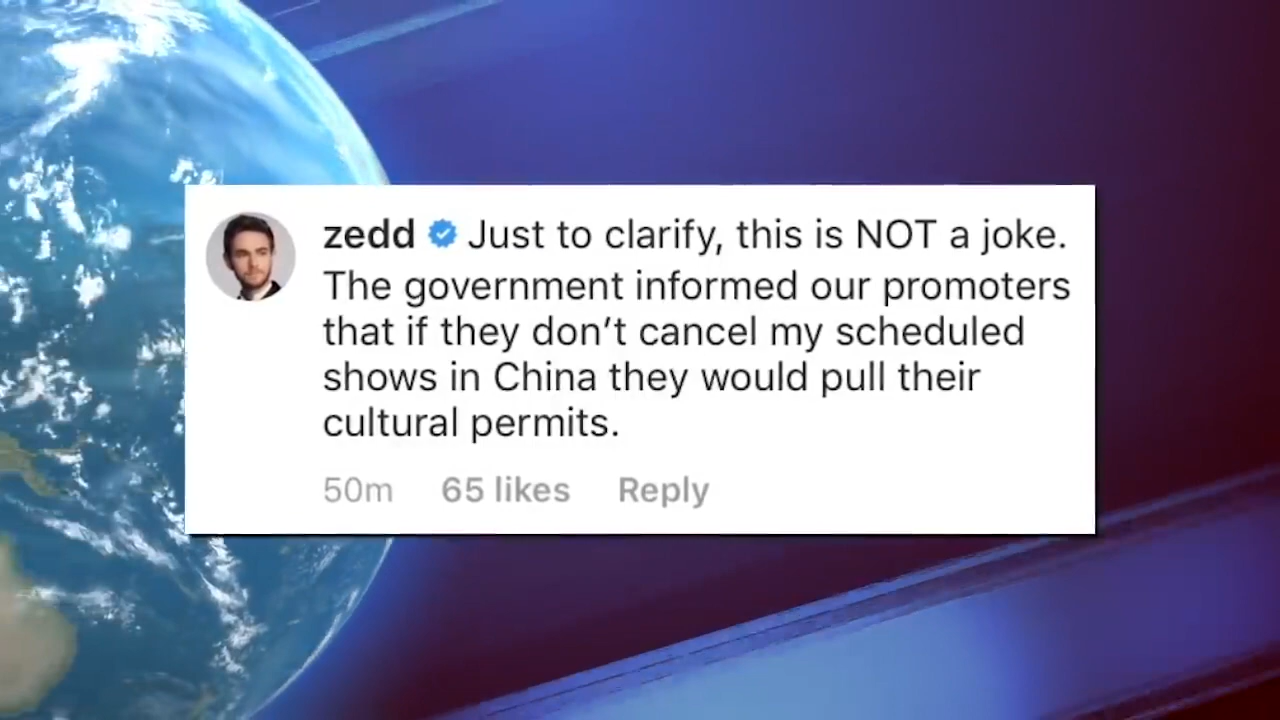 zedd Just to clarify, this is NOT a joke.
The government informed our promoters
that if they don’t cancel my scheduled
shows in China they would pull their
cultural permits.
50m 65 likes Reply